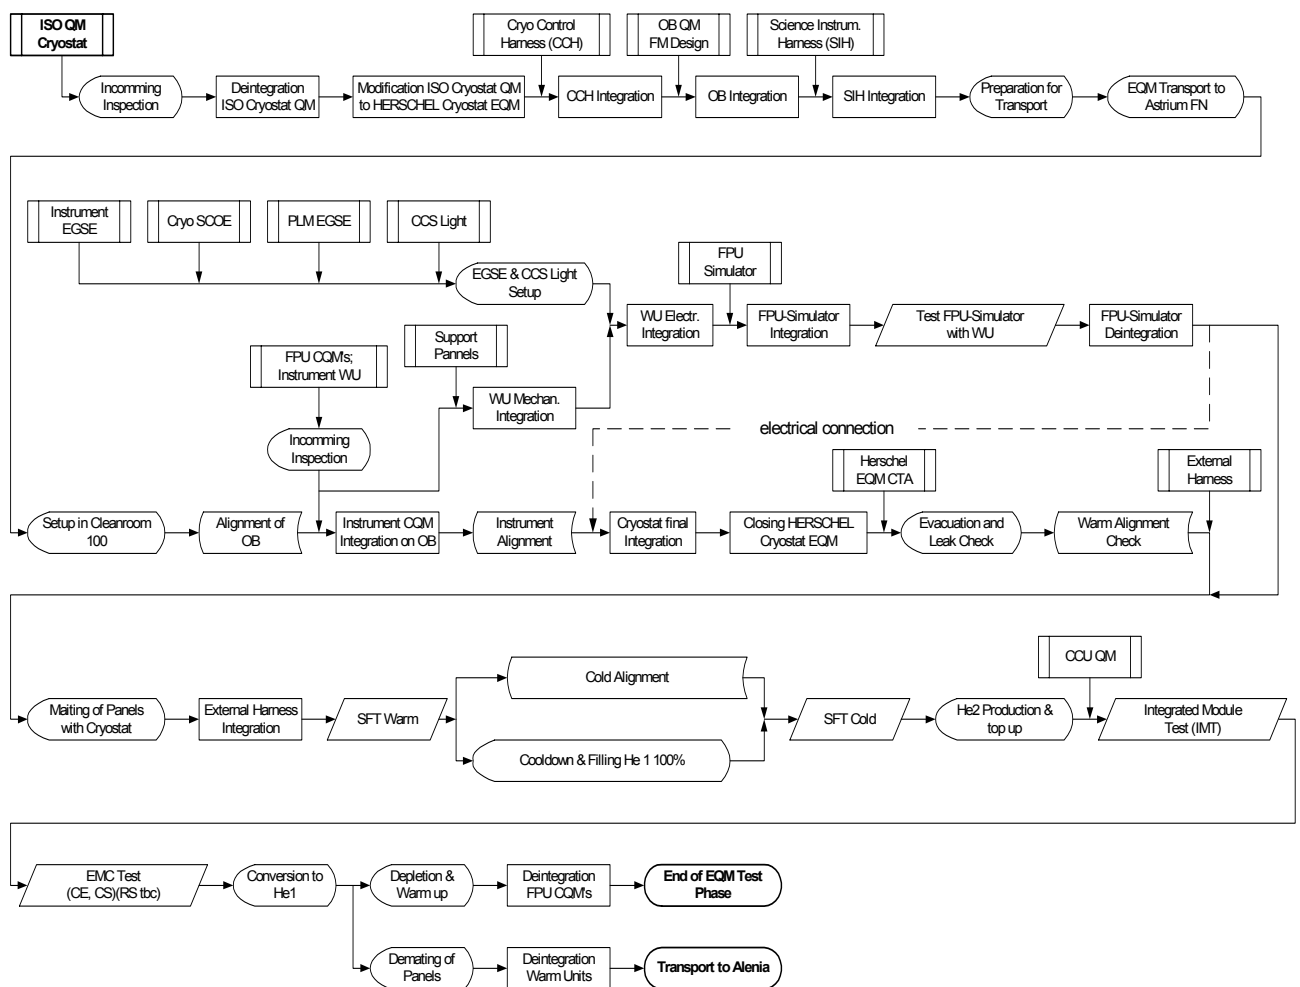 ISO QM
Cryostat
Cryo Control
Harness (CCH)
OB QM
FM Design
Science Instrum.
Harness (SIH)
Incomming
Inspection
Deintegration
ISO Cryostat QM
Modification ISO Cryostat QM
to HERSCHEL Cryostat EQM
CCH Integration
OB Integration
SIH Integration
Preparation for
Transport
EQM Transport to
Astrium FN
Instrument
EGSE
Cryo SCOE
PLM EGSE
CCS Light
EGSE & CCS Light
Setup
FPU
Simulator
WU Electr.
Integration
FPU-Simulator
Integration
Test FPU-Simulator
with WU
FPU-Simulator
Deintegration
Support
Pannels
FPU CQM's;
Instrument WU
WU Mechan.
Integration
Incomming
Inspection
electrical connection
Herschel
EQM CTA
External
Harness
Setup in Cleanroom
100
Alignment of
OB
Instrument CQM
Integration on OB
Instrument
Alignment
Cryostat final
Integration
Closing HERSCHEL
Cryostat EQM
Evacuation and
Leak Check
Warm Alignment
Check
CCU QM
Cold Alignment
Maiting of Panels
with Cryostat
External Harness
Integration
SFT Warm
SFT Cold
He2 Production &
top up
Integrated Module
Test (IMT)
Cooldown & Filling He 1 100%
EMC Test
(CE, CS)(RS tbc)
Conversion to
He1
Depletion &
Warm up
Deintegration
FPU CQM's
End of EQM Test
Phase
Demating of
Panels
Deintegration
Warm Units
Transport to Alenia